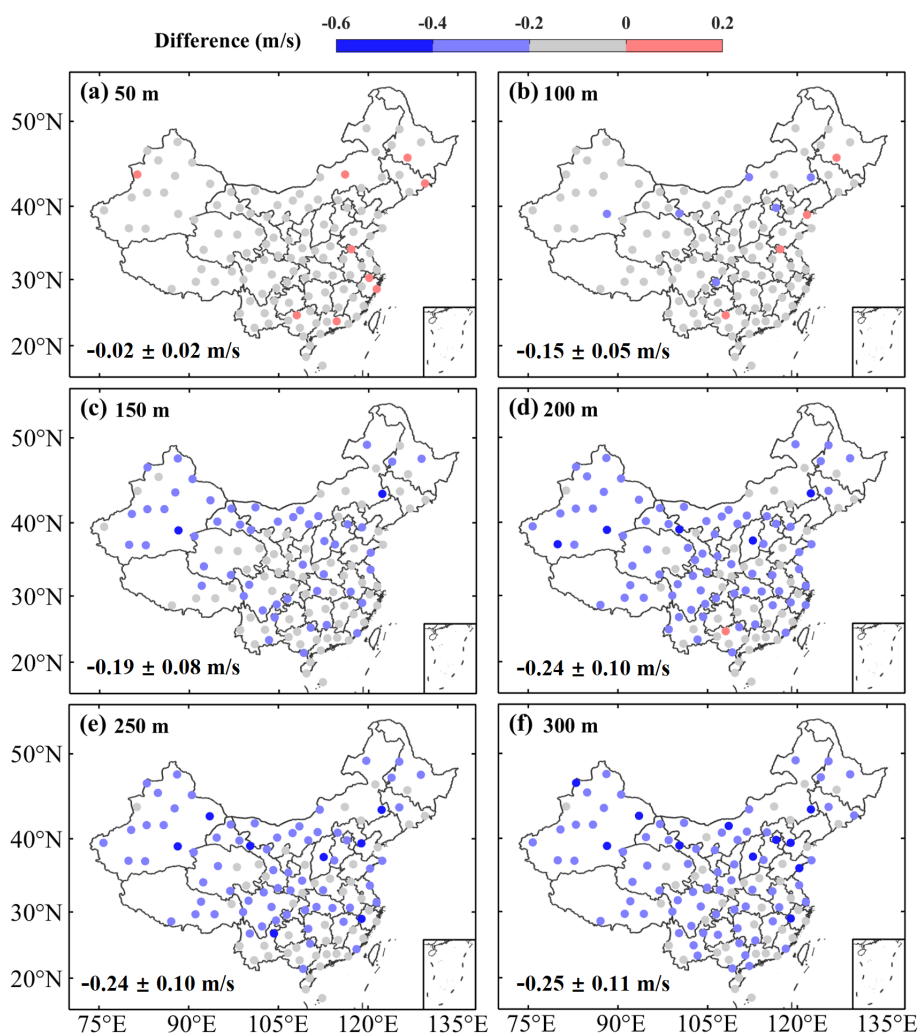 -0.6 -0.4 -0.2 0 0.2
Difference (m/s)
(a) 50 m
(b) 100 m
50°N
40°N
30°N
20°N
-0.02 ± 0.02 m/s
-0.15 ± 0.05 m/s
(c) 150 m
(d) 200 m
50°N
40°N
30°N
20°N
-0.19 ± 0.08 m/s
-0.24 ± 0.10 m/s
(e) 250 m
(f) 300 m
50°N
40°N
30°N
20°N
-0.24 ± 0.10 m/s
-0.25 ± 0.11 m/s
75°E 90°E 105°E 120°E 135°E 75°E 90°E 105°E 120°E 135°E